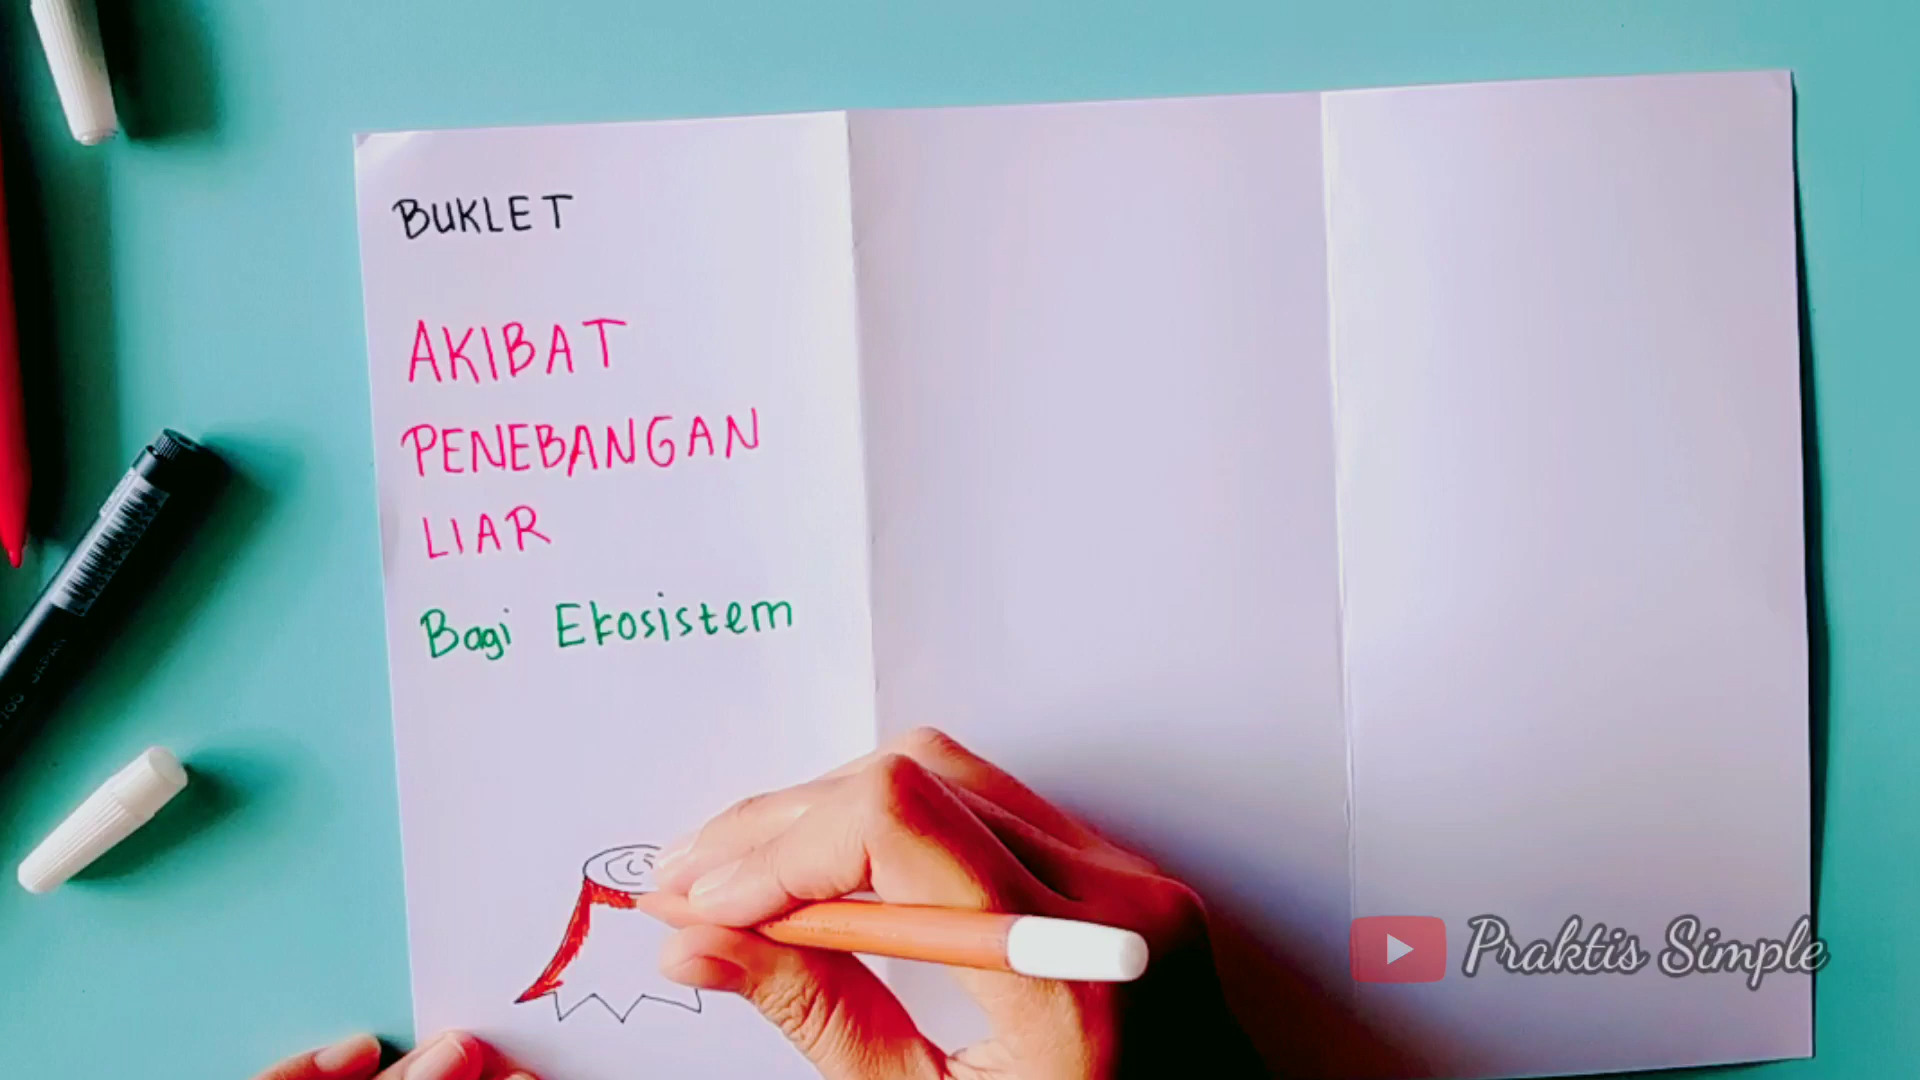 BUKLET
AKIBAT
PENEBANGAN
LIAR
Bagi Ekosistem
Praktis Simple